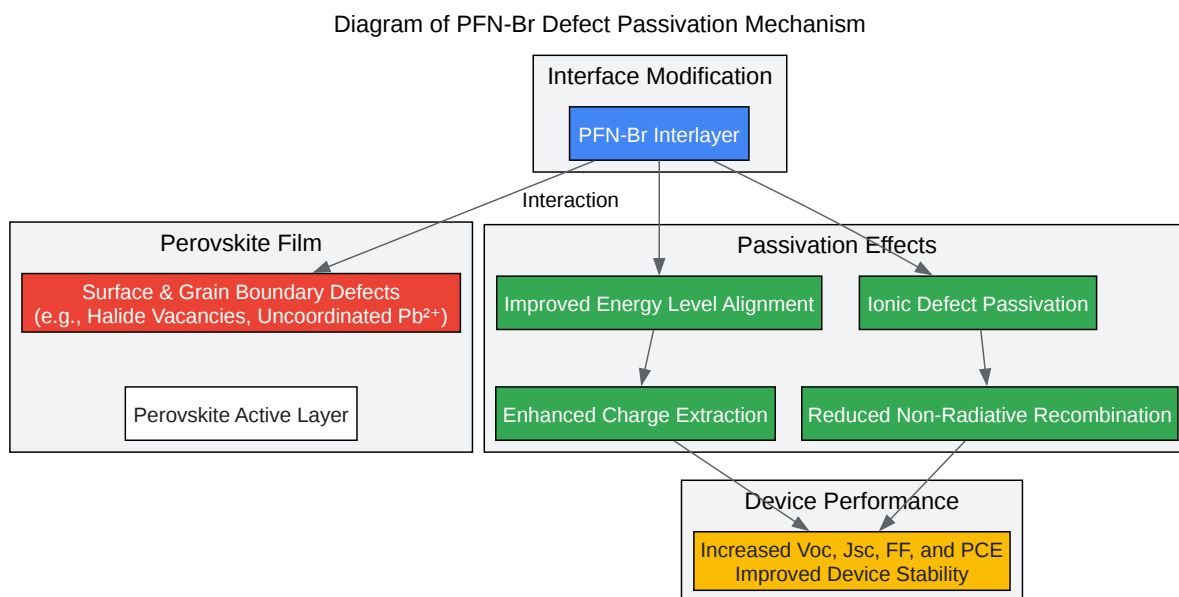 Diagram of PFN-Br Defect Passivation Mechanism
Interface Modification
PFN-Br Interlayer
Interaction
Perovskite Film
Surface & Grain Boundary Defects
(e.g., Halide Vacancies, Uncoordinated Pb²⁺)
Perovskite Active Layer
Passivation Effects
Improved Energy Level Alignment
Ionic Defect Passivation
Enhanced Charge Extraction
Reduced Non-Radiative Recombination
Device Performance
Increased Voc, Jsc, FF, and PCE
Improved Device Stability